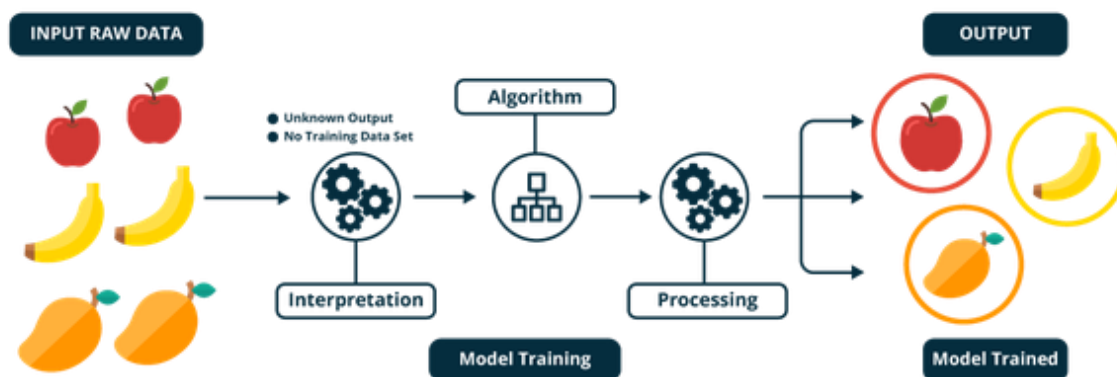 INPUT RAW DATA
OUTPUT
Algorithm
Unknown Output
No Training Data Set
Interpretation
Processing
Model Training
Model Trained